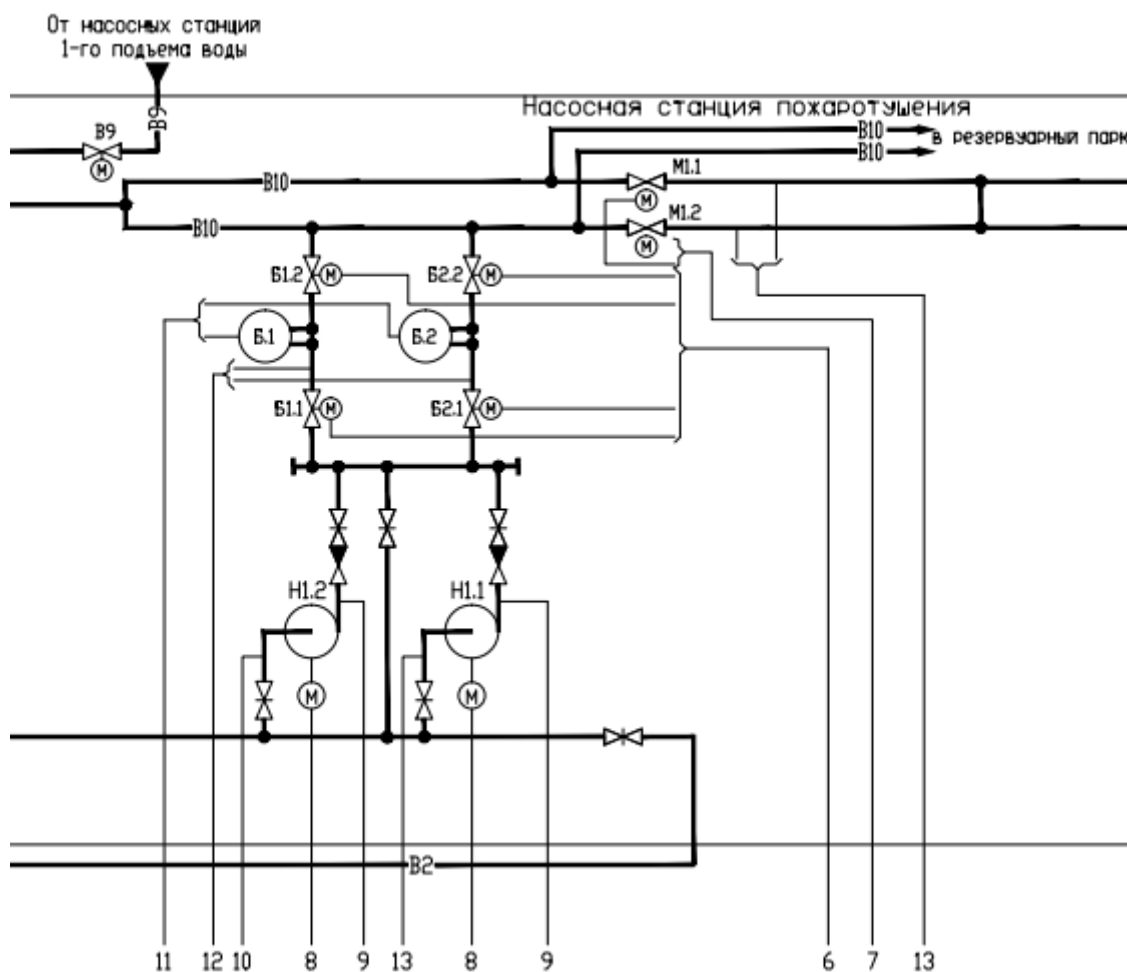 От насосных станций
1-го подъема воды
Насосная станция пожаротушения
В9
В9
В10
В10
в резервуарный парк
М1.1
М
М
В10
В10
М1.2
М
Б1.2
М
Б2.2
М
Б.1
Б.2
Б1.1
М
Б2.1
М
Н1.2
Н1.1
М
М
В2
11
12
10
8
9
13
8
9
6
7
13